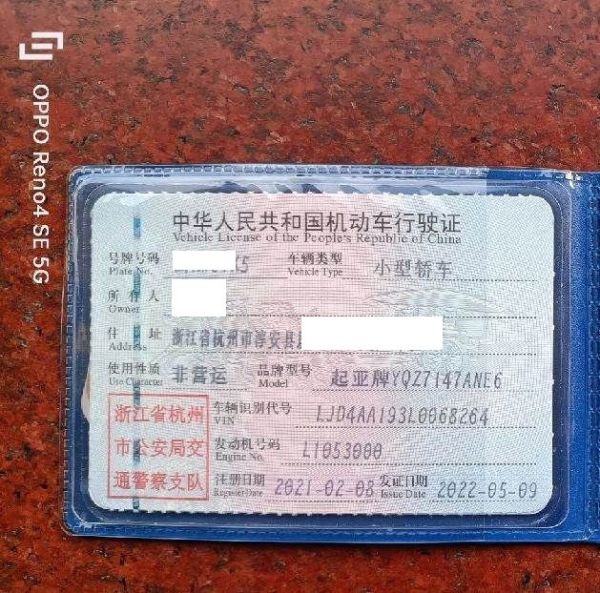 OPPO Reno4 SE 5G
中华人民共和国机动车行驶证
Vehicle License of the People's Republic of China
号牌号码 K5 车辆类型 小型轿车
Plate No. Vehicle Type
所有人
Owner
住址 浙江省杭州市淳安县
Address
使用性质 非营运 品牌型号 起亚牌YQZ7147ANE6
Use Character Model
浙江省杭州
市公安局交
通警察支队
车辆识别代号 LJD4AA193L0068264
VIN
发动机号码 L1053000
Engine No.
注册日期 2021-02-08 发证日期 2022-05-09
Register Date Issue Date